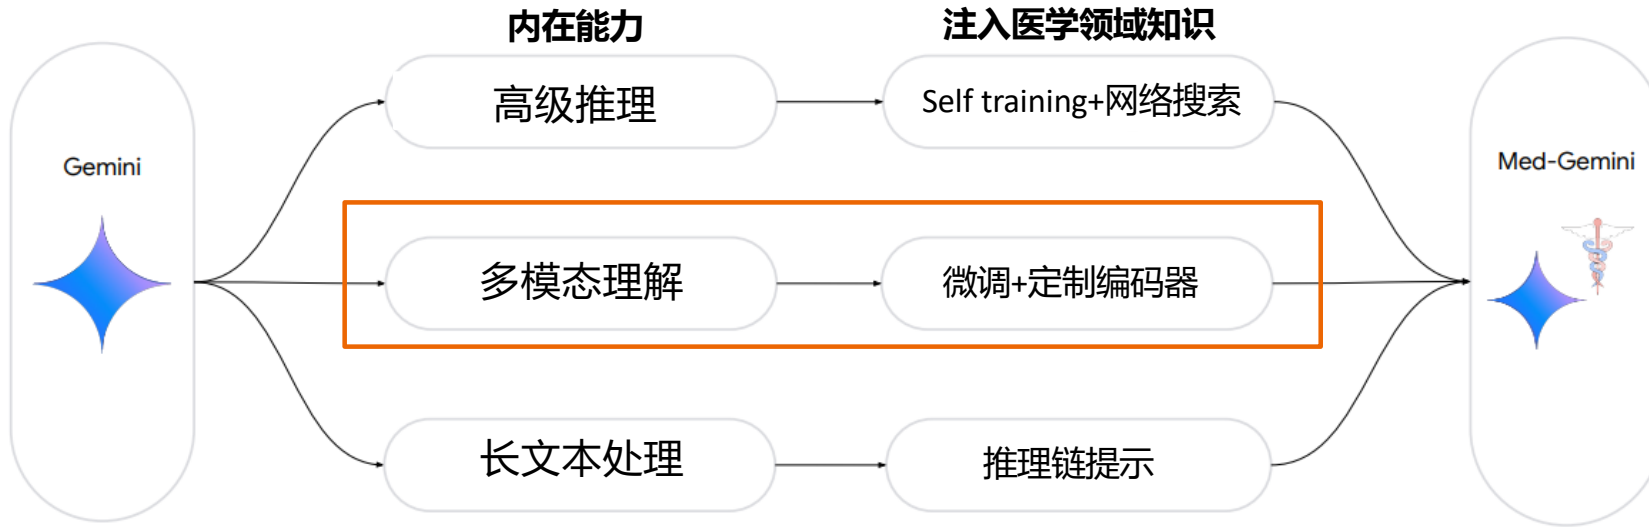 内在能力
注入医学领域知识
Gemini
高级推理
Self training+网络搜索
多模态理解
微调+定制编码器
长文本处理
推理链提示
Med-Gemini